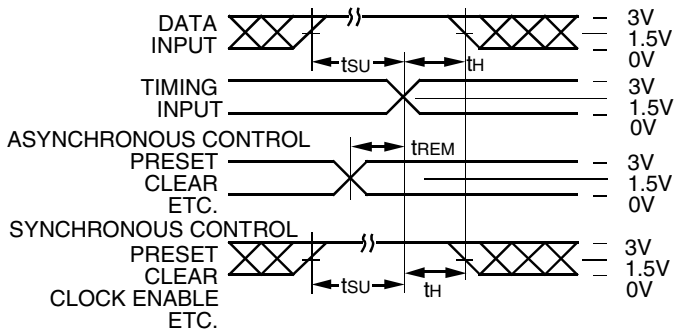 DATA
INPUT
3V
1.5V
0V
tSU
tH
TIMING
INPUT
3V
1.5V
0V
ASYNCHRONOUS CONTROL
tREM
PRESET
CLEAR
ETC.
3V
1.5V
0V
SYNCHRONOUS CONTROL
PRESET
CLEAR
CLOCK ENABLE
ETC.
3V
1.5V
0V
tSU
tH